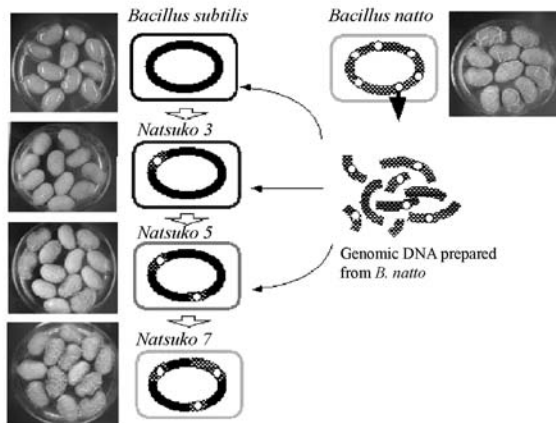 Bacillus subtilis
Bacillus natto
Natsuko 3
Natsuko 5
Genomic DNA prepared
from B. natto
Natsuko 7